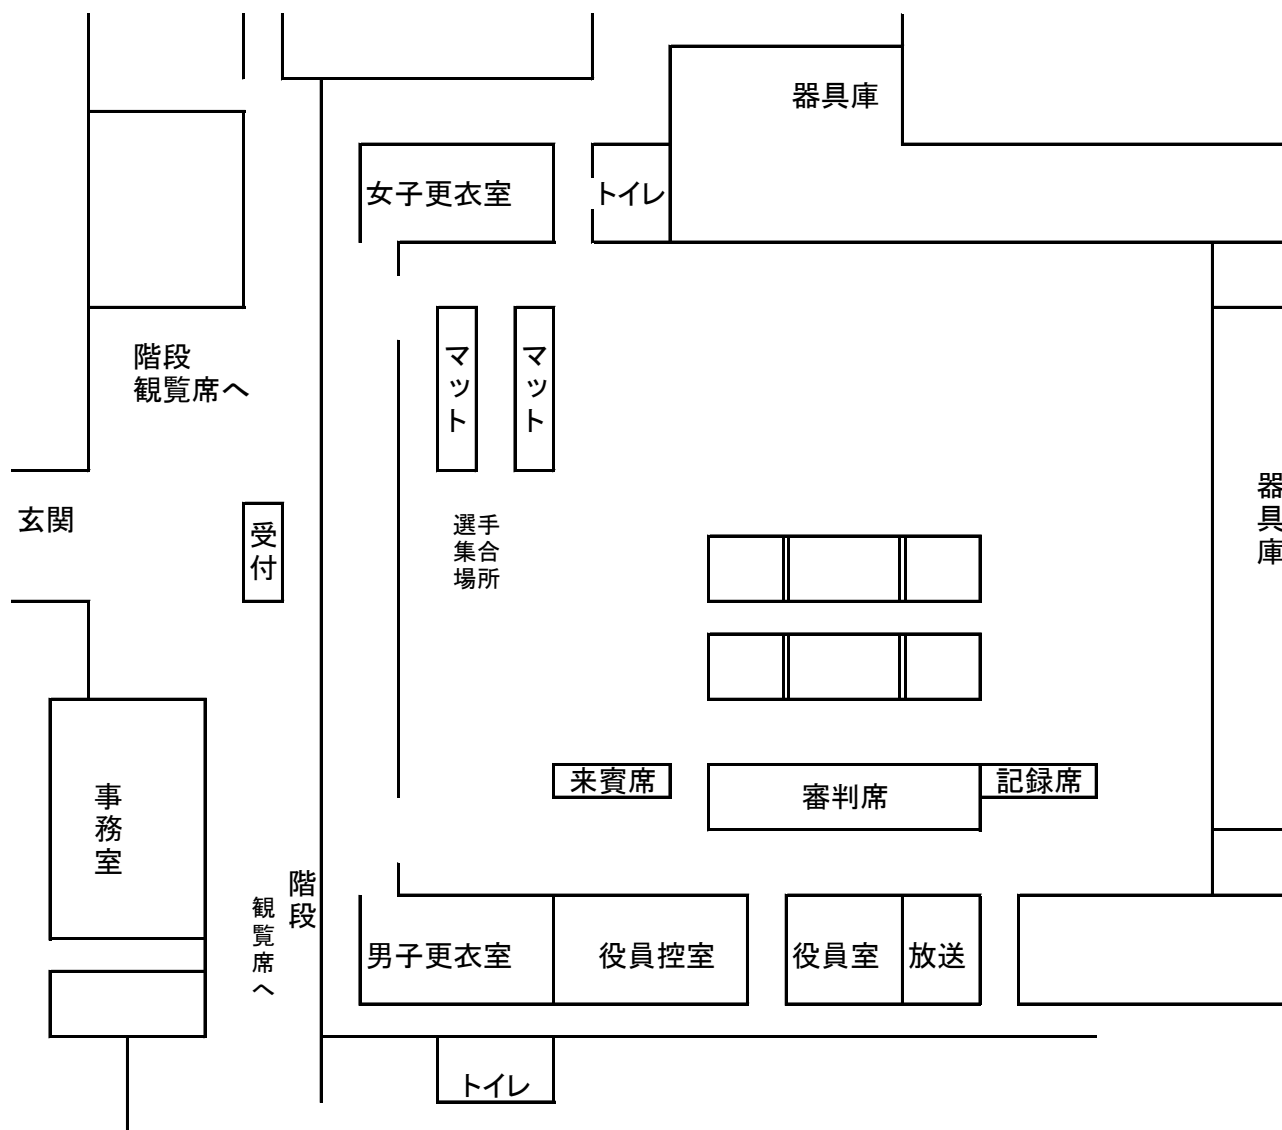 器具庫
女子更衣室
トイレ
階段
観覧席へ
マット
マット
玄関
受付
選手
集合
場所
器具庫
来賓席
審判席
記録席
事務室
階段
観覧席へ
男子更衣室
役員控室
役員室
放送
トイレ